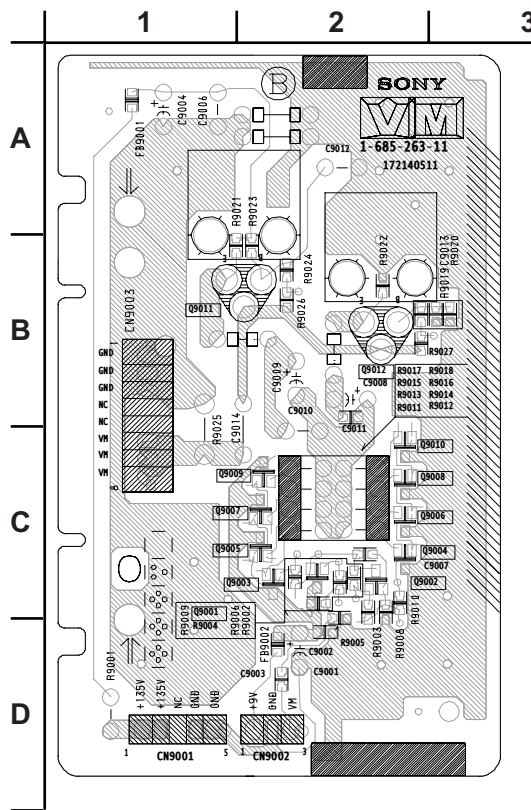 1 2 3
A
B
C
D
B
SONY
VM
1-685-263-11
172140511
FB9001
C9004
C9006
C9012
R9021
R9023
R9024
R9026
E B
R9022
C9013
R9020
R9019
E B
Q9011
CN9003
GND
GND
GND
NC
NC
VM
VM
VM
1
8
R9027
Q9012
C9008
C9009
C9010
C9011
R9017 R9018
R9015 R9016
R9013 R9014
R9011 R9012
R9025
C9014
Q9009
Q9007
Q9005
Q9003
Q9010
Q9008
Q9006
Q9004
C9007
Q9002
R9010
R9009
Q9001
R9004
R9006
R9002
FB9002
C9002
C9001
C9003
R9005
R9003
R9001
+135V
+135V
NC
GND
GND
+9V
GND
VM
1 5
CN9001
1 3
CN9002